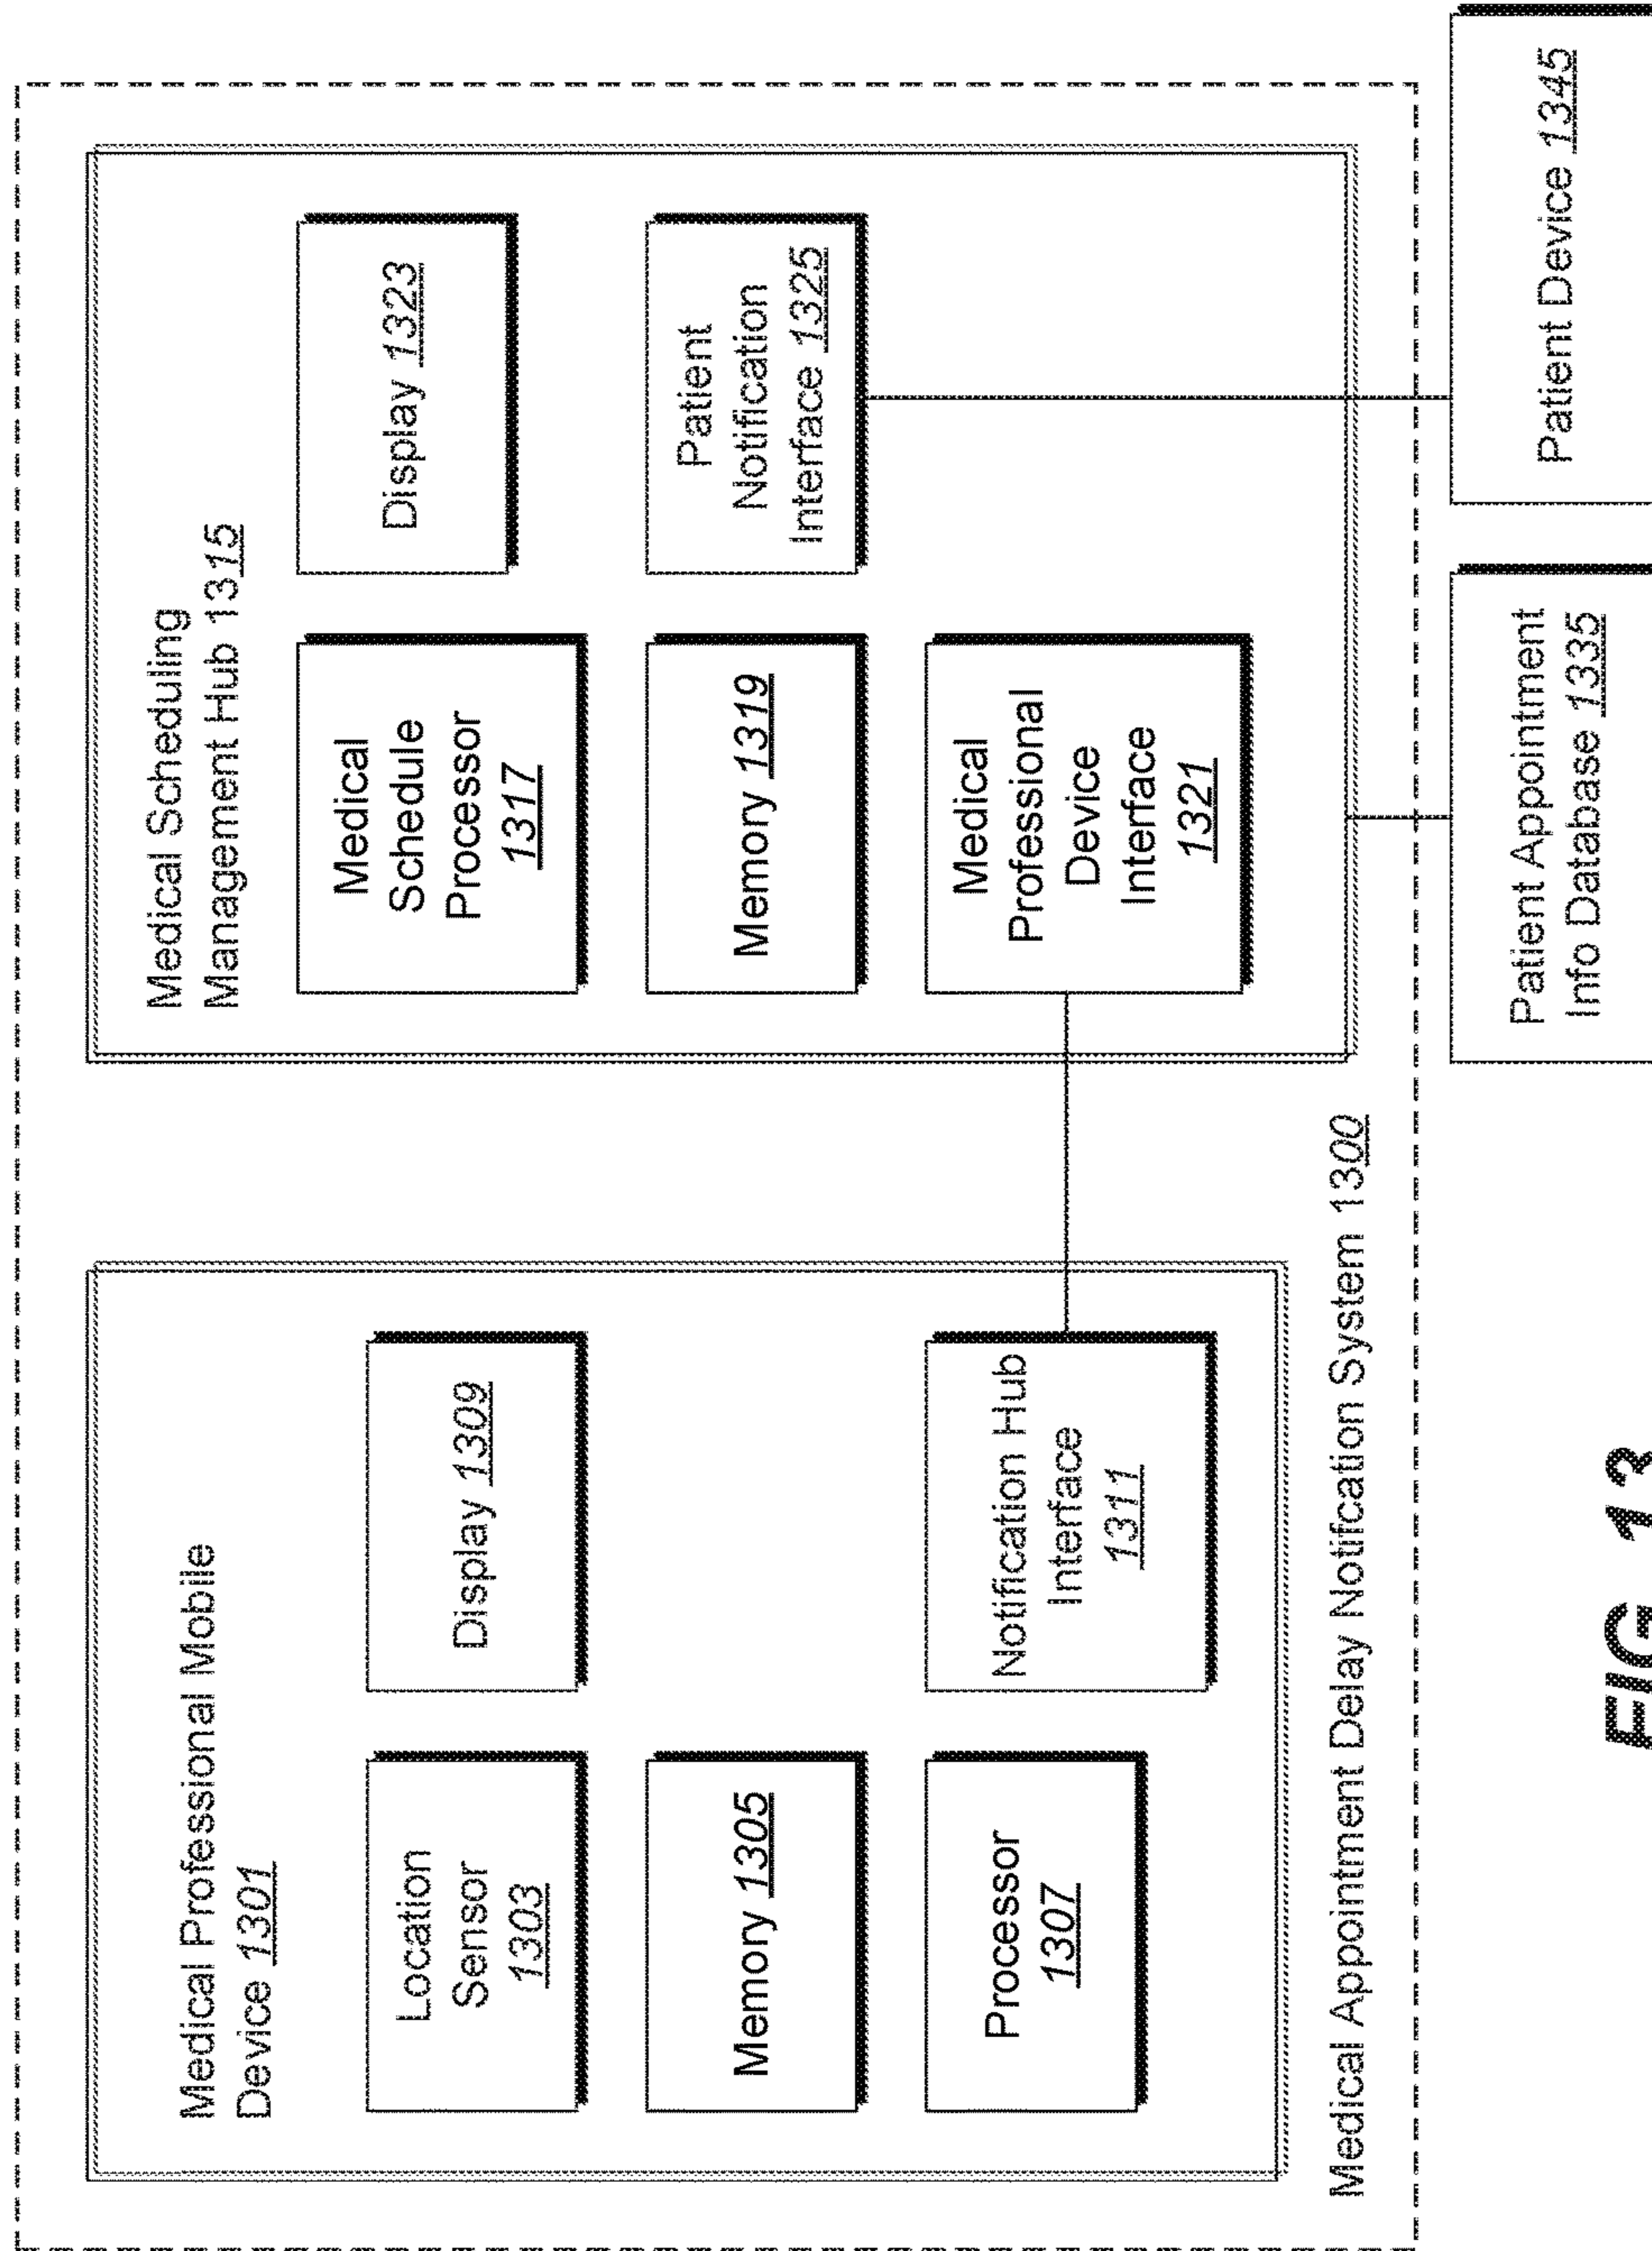 Medical Professional Mobile
Device 1301
Location
Sensor
1303
Display 1309
Memory 1305
Processor
1307
Notification Hub
Interface
1311
Medical Scheduling
Management Hub 1315
Medical
Schedule
Processor
1317
Display 1323
Memory 1319
Patient
Notification
Interface 1325
Medical
Professional
Device
Interface
1321
Medical Appointment Delay Notifcation System 1300
Patient Appointment
Info Database 1335
Patient Device 1345
FIG. 13